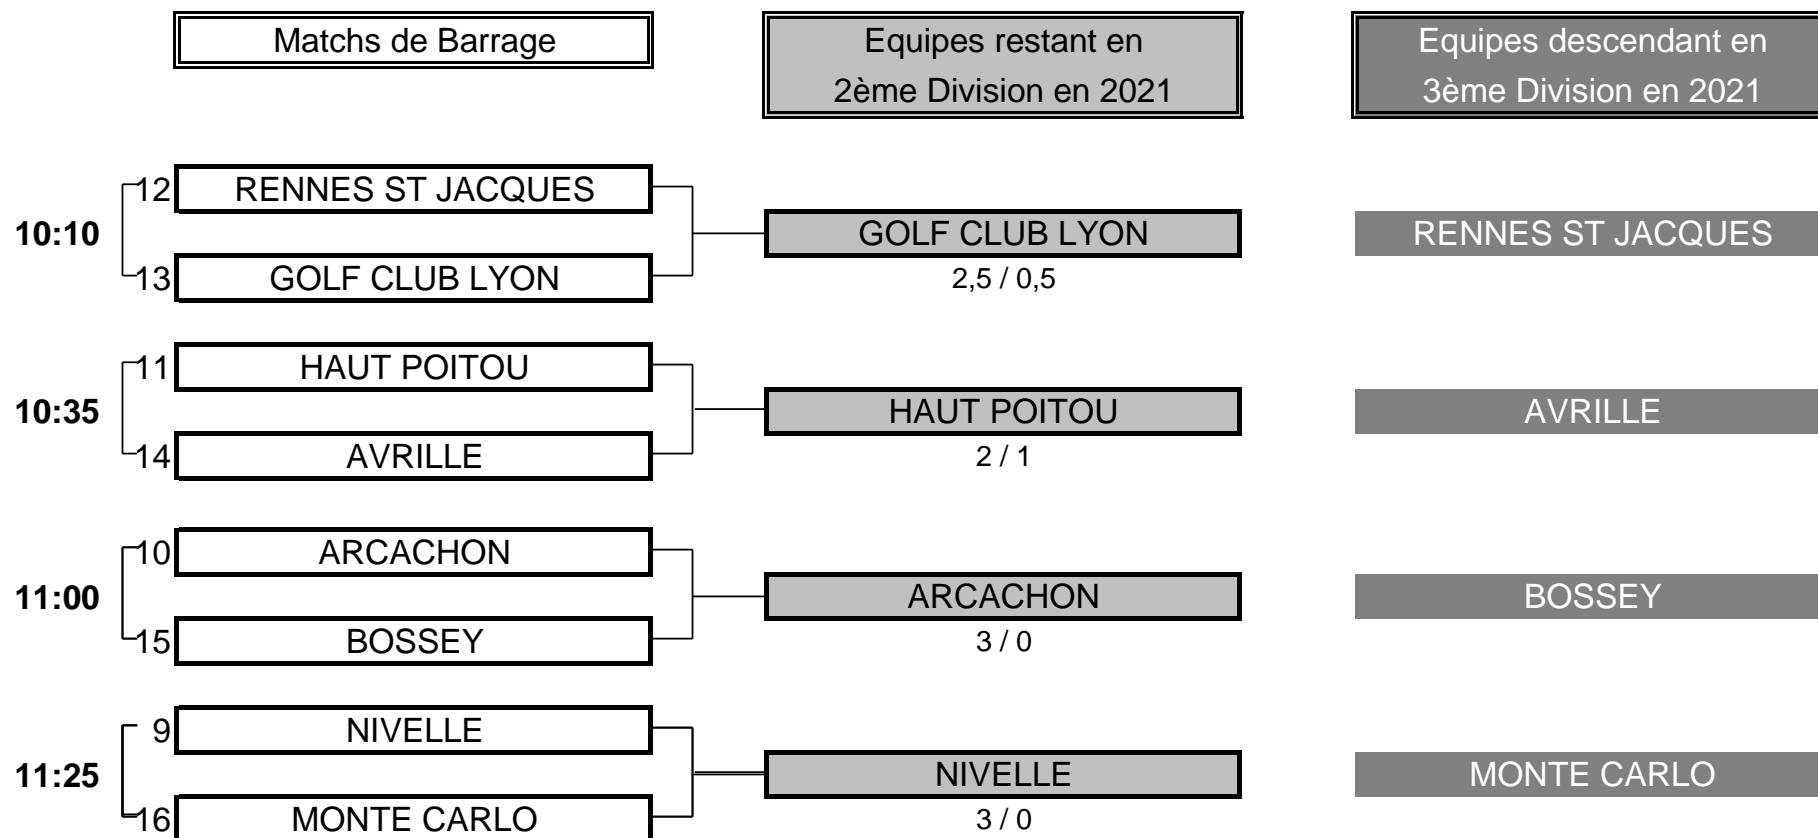 Matchs de Barrage
Equipes restant en
2ème Division en 2021
Equipes descendant en
3ème Division en 2021
12 RENNES ST JACQUES
10:10 GOLF CLUB LYON RENNES ST JACQUES
13 GOLF CLUB LYON 2,5 / 0,5
11 HAUT POITOU
10:35 HAUT POITOU AVRILLE
14 AVRILLE 2 / 1
10 ARCACHON
11:00 ARCACHON BOSSEY
15 BOSSEY 3 / 0
9 NIVELLE
11:25 NIVELLE MONTE CARLO
16 MONTE CARLO 3 / 0